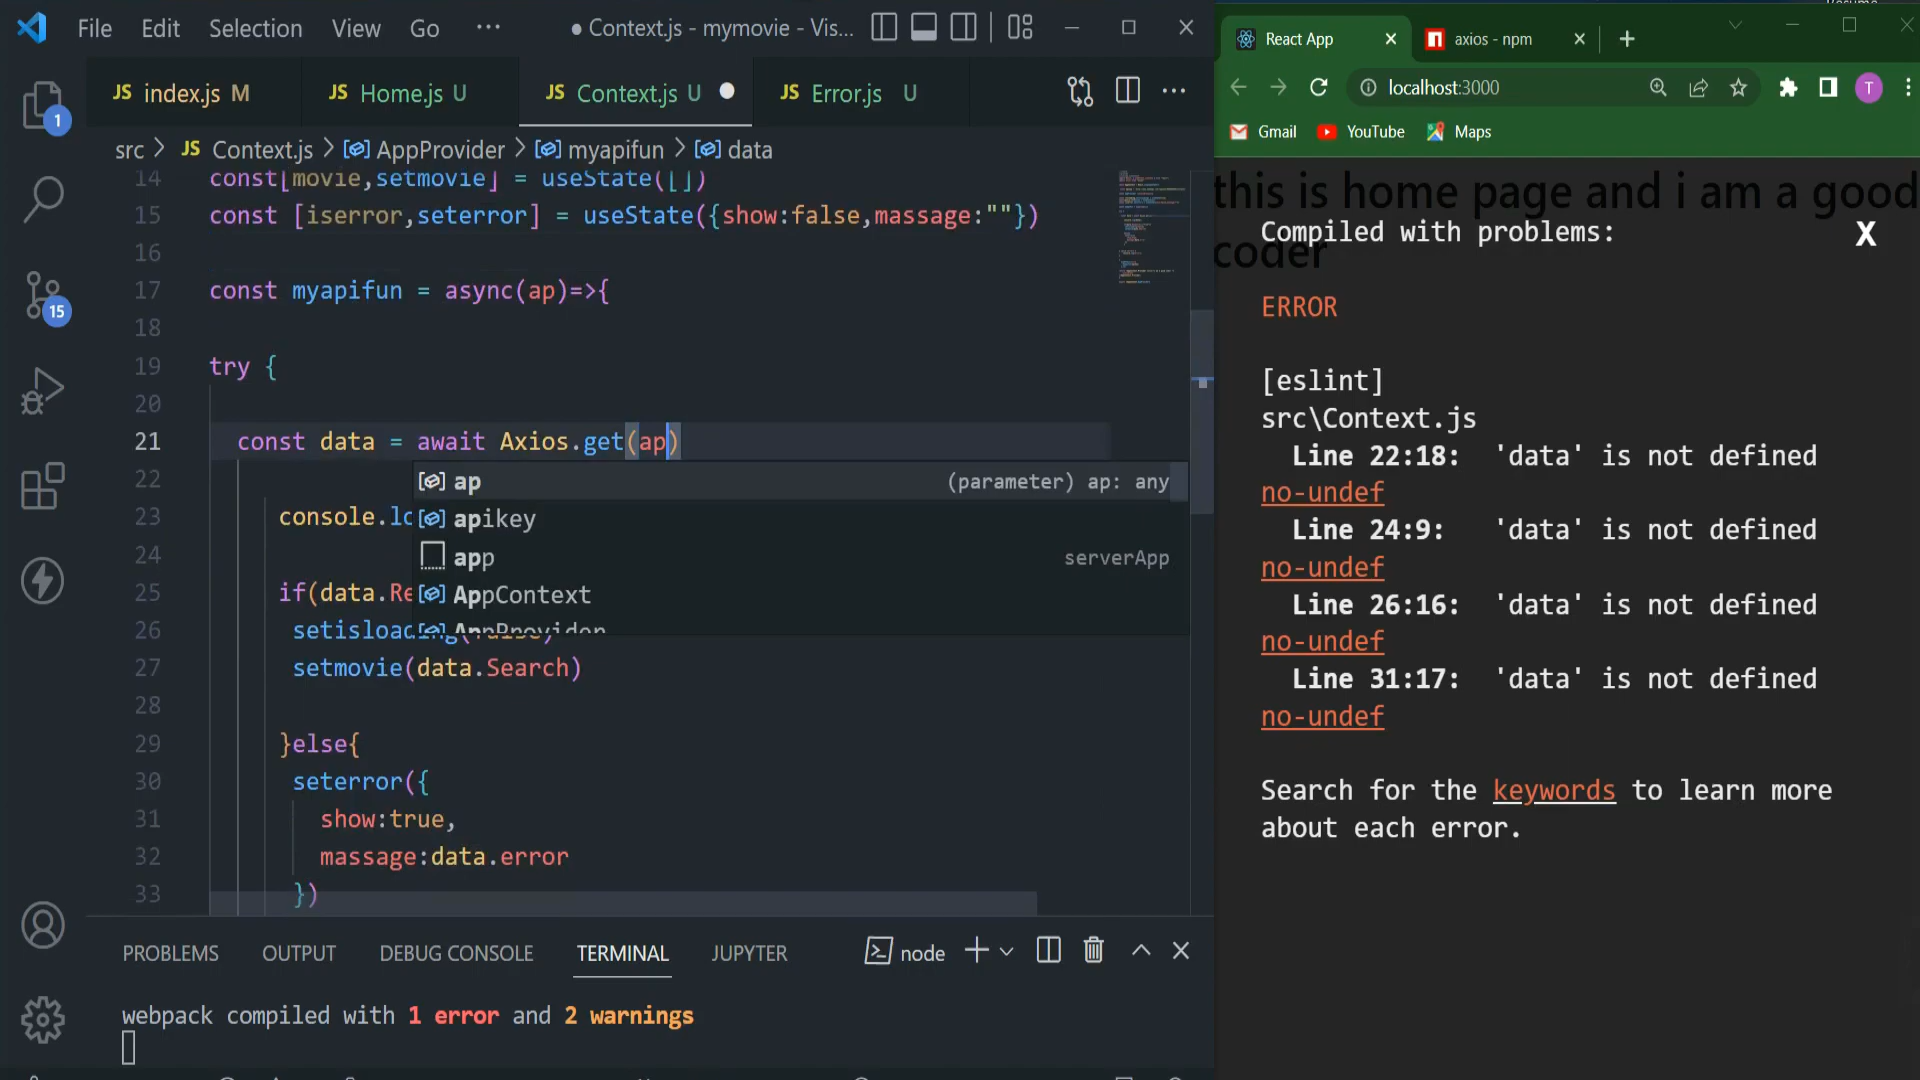 File Edit Selection View Go ··· ● Context.js - mymovie - Vis...
JS index.js M JS Home.js U JS Context.js U JS Error.js U
src > JS Context.js > AppProvider > myapifun > data
14 const[movie,setmovie] = useState([])
15 const [iserror,seterror] = useState({show:false,massage:""})
16
17 const myapifun = async(ap)=>{
18
19 try {
20
21 const data = await Axios.get(ap)
22
ap (parameter) ap: any
23 console.lo
apikey
24
app serverApp
25 if(data.Re
AppContext
26 setisloading
AppProvider
27 setmovie(data.Search)
28
29 }else{
30 seterror({
31 show:true,
32 massage:data.error
33 })
1
15
PROBLEMS OUTPUT DEBUG CONSOLE TERMINAL JUPYTER node
webpack compiled with 1 error and 2 warnings
React App axios - npm
localhost:3000 T
Gmail YouTube Maps
this is home page and i am a good
coder
Compiled with problems: X
ERROR
[eslint]
src\Context.js
Line 22:18: 'data' is not defined
no-undef
Line 24:9: 'data' is not defined
no-undef
Line 26:16: 'data' is not defined
no-undef
Line 31:17: 'data' is not defined
no-undef
Search for the keywords to learn more
about each error.